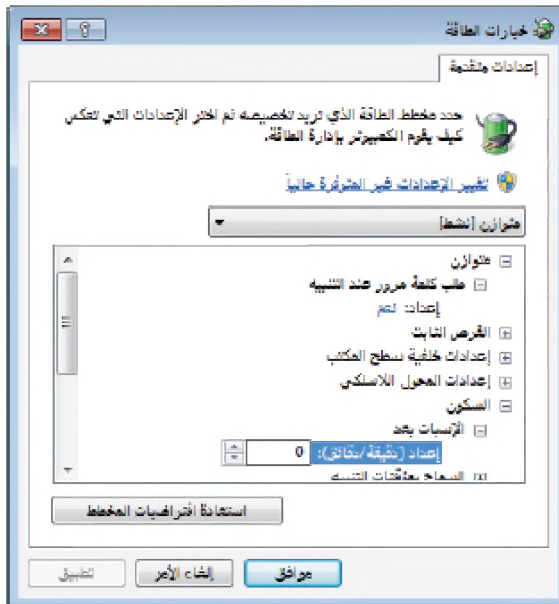 خيارات الطاقة
إعدادات متقدمة
حدد مخطط الطاقة الذي تريد تخصيصه ثم اختر الإعدادات التي تعكس
كيف يقوم الكمبيوتر بإدارة الطاقة.
تغيير الإعدادات غير المتوفرة حالياً
متوازن [نشط]
متوازن
طلب كلمة مرور عند التنبيه
إعداد: نعم
القرص الثابت
إعدادات خلفية سطح المكتب
إعدادات المحول اللاسلكي
السكون
الإسبات بعد
إعداد (دقيقة/دقائق): 0
السماح بمؤقتات التنبيه
استعادة افتراضيات المخطط
موافق إلغاء الأمر تطبيق